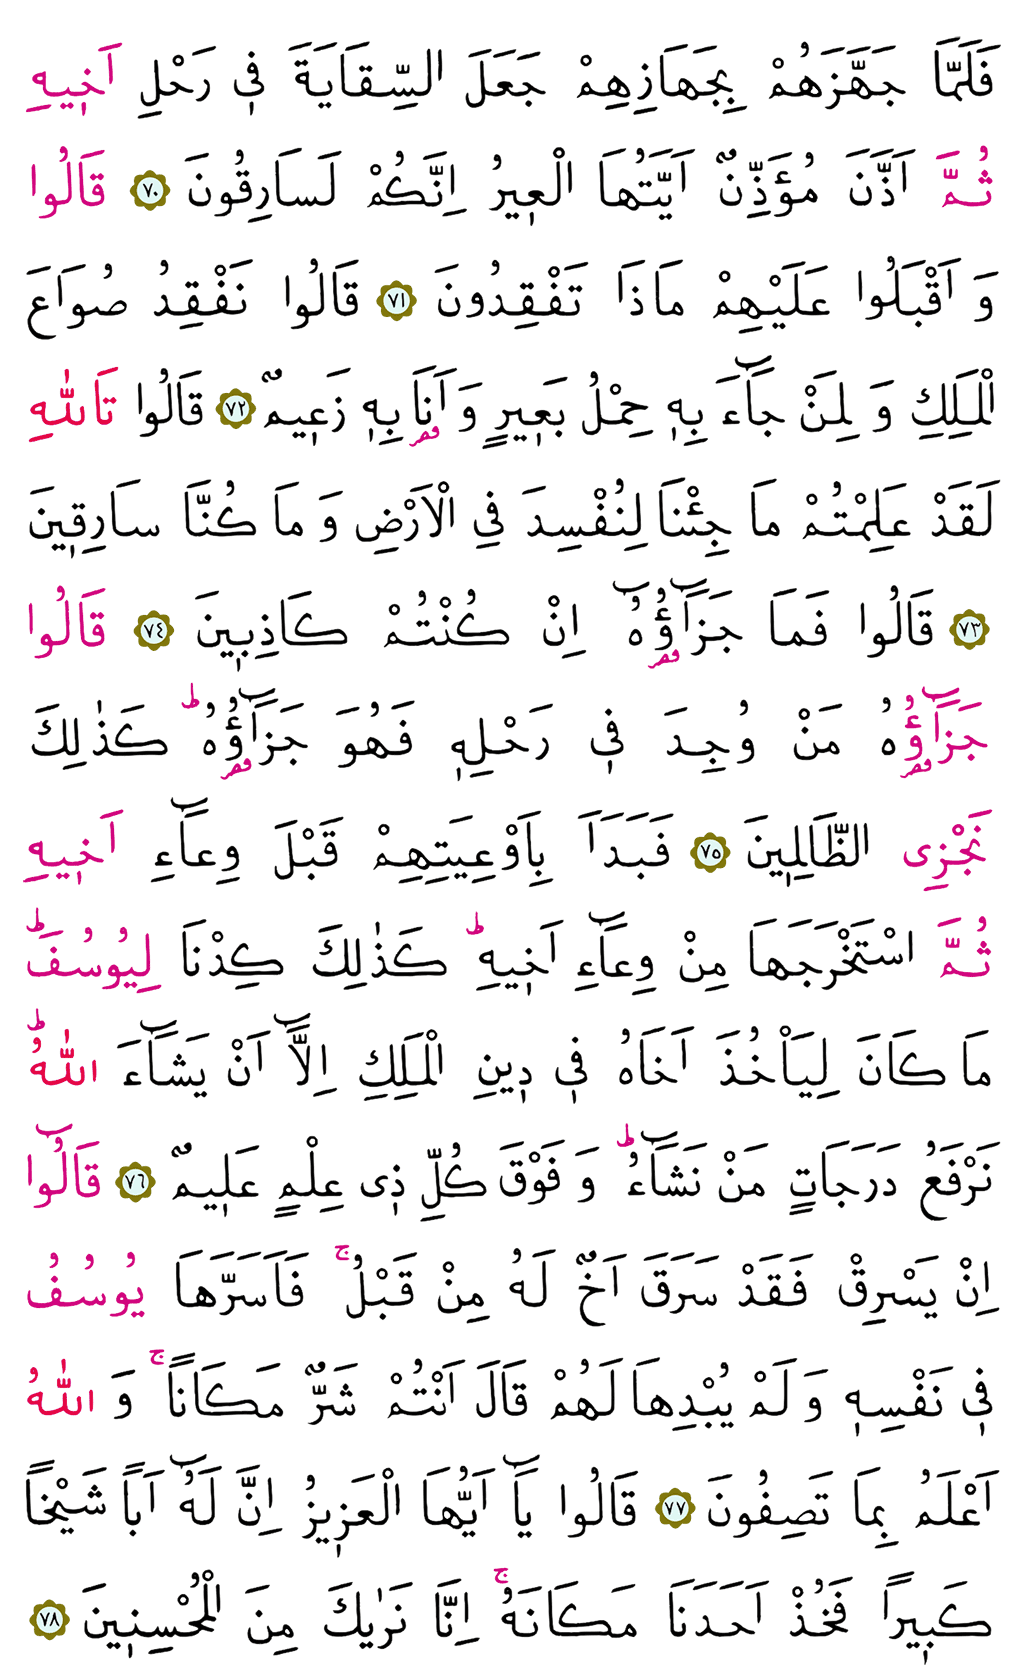 فَلَمَّا جَهَّزَهُمْ بِجَهَازِهِمْ جَعَلَ السِّقَايَةَ ف۪ي رَحْلِ اَخ۪يهِ
ثُمَّ اَذَّنَ مُؤَذِّنٌ اَيَّتُهَا الْع۪يرُ اِنَّكُمْ لَسَارِقُونَ ﴿٧٠﴾ قَالُوا
وَ اَقْبَلُوا عَلَيْهِمْ مَاذَا تَفْقِدُونَ ﴿٧١﴾ قَالُوا نَفْقِدُ صُوَاعَ
الْمَلِكِ وَ لِمَنْ جَٓاءَ بِه۪ حِمْلُ بَع۪يرٍ وَ اَنَا۬ بِه۪ زَع۪يمٌ ﴿٧٢﴾ قَالُوا تَاللّٰهِ
لَقَدْ عَلِمْتُمْ مَا جِئْنَا لِنُفْسِدَ فِي الْاَرْضِ وَ مَا كُنَّا سَارِق۪ينَ
﴿٧٣﴾ قَالُوا فَمَا جَزَٓاؤُ۬هُٓ اِنْ كُنْتُمْ كَاذِب۪ينَ ﴿٧٤﴾ قَالُوا
جَزَٓاؤُ۬هُ مَنْ وُجِدَ ف۪ي رَحْلِه۪ فَهُوَ جَزَٓاؤُ۬هُۜ كَذٰلِكَ
نَجْزِى الظَّالِم۪ينَ ﴿٧٥﴾ فَبَدَاَ بِاَوْعِيَتِهِمْ قَبْلَ وِعَٓاءِ اَخ۪يهِ
ثُمَّ اسْتَخْرَجَهَا مِنْ وِعَٓاءِ اَخ۪يهِۜ كَذٰلِكَ كِدْنَا لِيُوسُفَۜ
مَا كَانَ لِيَاْخُذَ اَخَاهُ ف۪ي د۪ينِ الْمَلِكِ اِلَّٓا اَنْ يَشَٓاءَ اللّٰهُۜ
نَرْفَعُ دَرَجَاتٍ مَنْ نَشَٓاءُۜ وَ فَوْقَ كُلِّ ذ۪ى عِلْمٍ عَل۪يمٌ ﴿٧٦﴾ قَالُٓوا
اِنْ يَسْرِقْ فَقَدْ سَرَقَ اَخٌ لَهُ مِنْ قَبْلُۚ فَاَسَرَّهَا يُوسُفُ
ف۪ي نَفْسِه۪ وَ لَمْ يُبْدِهَا لَهُمْ قَالَ اَنْتُمْ شَرٌّ مَكَانًاۚ وَ اللّٰهُ
اَعْلَمُ بِمَا تَصِفُونَ ﴿٧٧﴾ قَالُوا يَٓا اَيُّهَا الْعَز۪يزُ اِنَّ لَهُٓ اَبًا شَيْخًا
كَب۪يرًا فَخُذْ اَحَدَنَا مَكَانَهُۚ اِنَّا نَرٰيكَ مِنَ الْمُحْسِن۪ينَ ﴿٧٨﴾